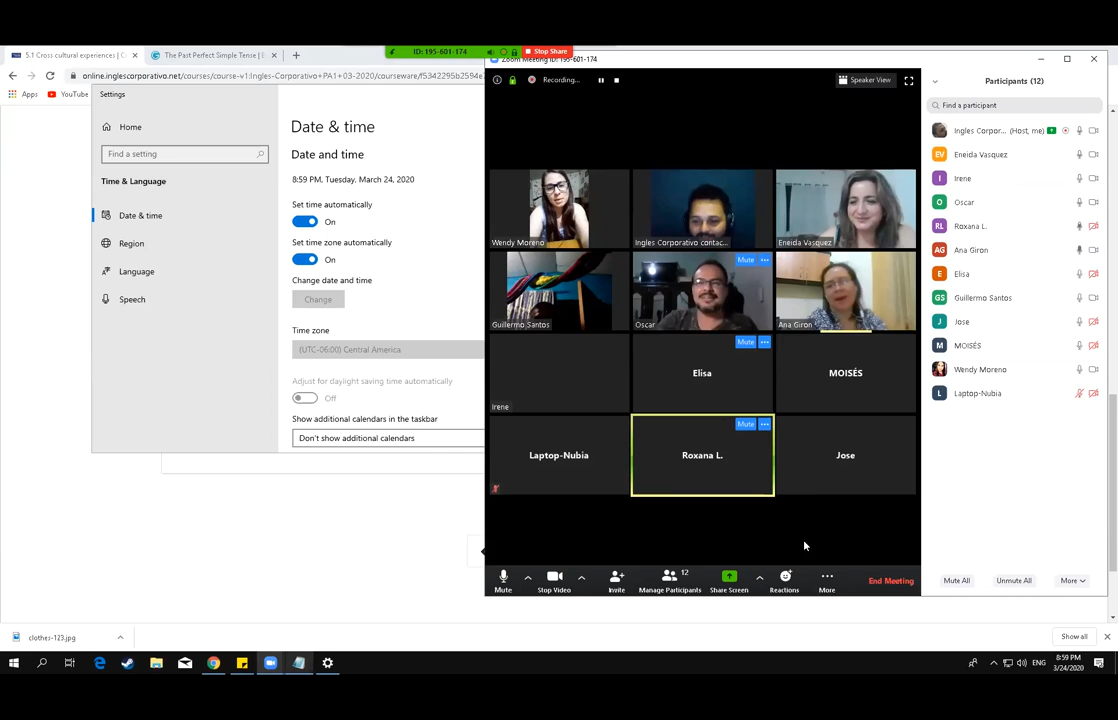 ID: 195-601-174
Stop Share
5.1 Cross cultural experiences |
The Part Perfect Simple Tense |
online.inglescorporativo.net/courses/course-v1:Ingles-Corporativo+PA1+03-2020/courseware/f5342295b2594e
Apps
YouTube
Settings
Home
Find a setting
Time & Language
Date & time
Region
Language
Speech
Date & time
Date and time
8:59 PM, Tuesday, March 24, 2020
Set time automatically
On
Set time zone automatically
On
Change date and time
Change
Time zone
(UTC-06:00) Central America
Adjust for daylight saving time automatically
Off
Show additional calendars in the taskbar
Don't show additional calendars
Zoom Meeting ID: 195-601-174
Recording...
Speaker View
Wendy Moreno
Ingles Corporativo contac...
Eneida Vasquez
Guillermo Santos
Mute
Oscar
Ana Giron
Irene
Mute
Elisa
MOISÉS
Laptop-Nubia
Mute
Roxana L.
Jose
Mute
Stop Video
Invite
12
Manage Participants
Share Screen
Reactions
More
End Meeting
Participants (12)
Find a participant
Ingles Corpor... (Host, me)
EV Eneida Vasquez
I Irene
O Oscar
RL Roxana L.
AG Ana Giron
E Elisa
GS Guillermo Santos
J Jose
M MOISÉS
Wendy Moreno
L Laptop-Nubia
Mute All
Unmute All
More
clothes-123.jpg
Show all
ENG
8:59 PM
3/24/2020